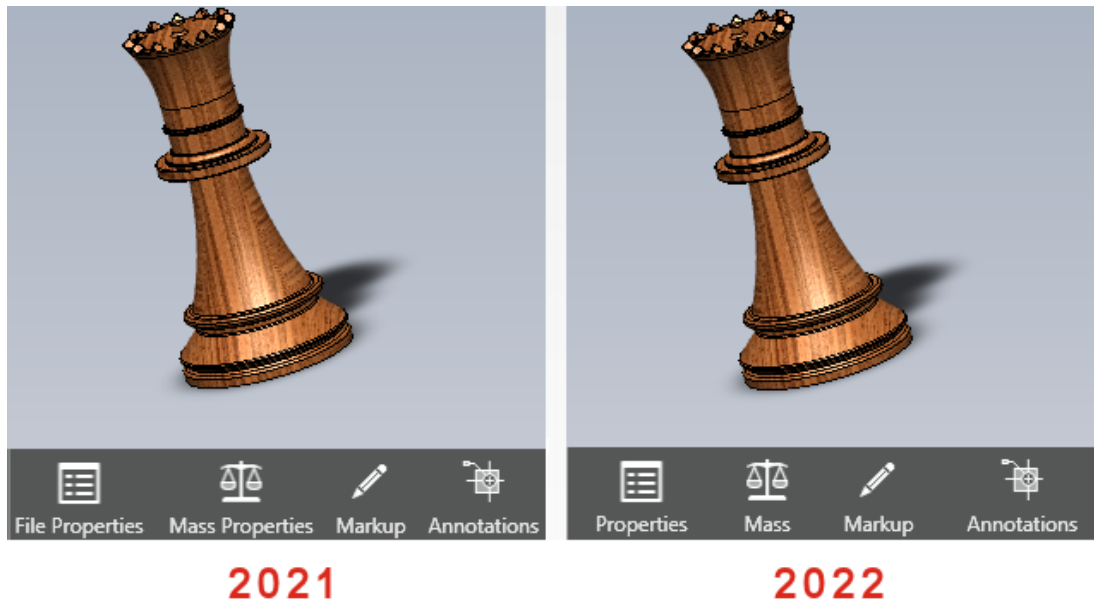 File Properties Mass Properties Markup Annotations
Properties Mass Markup Annotations
2021
2022